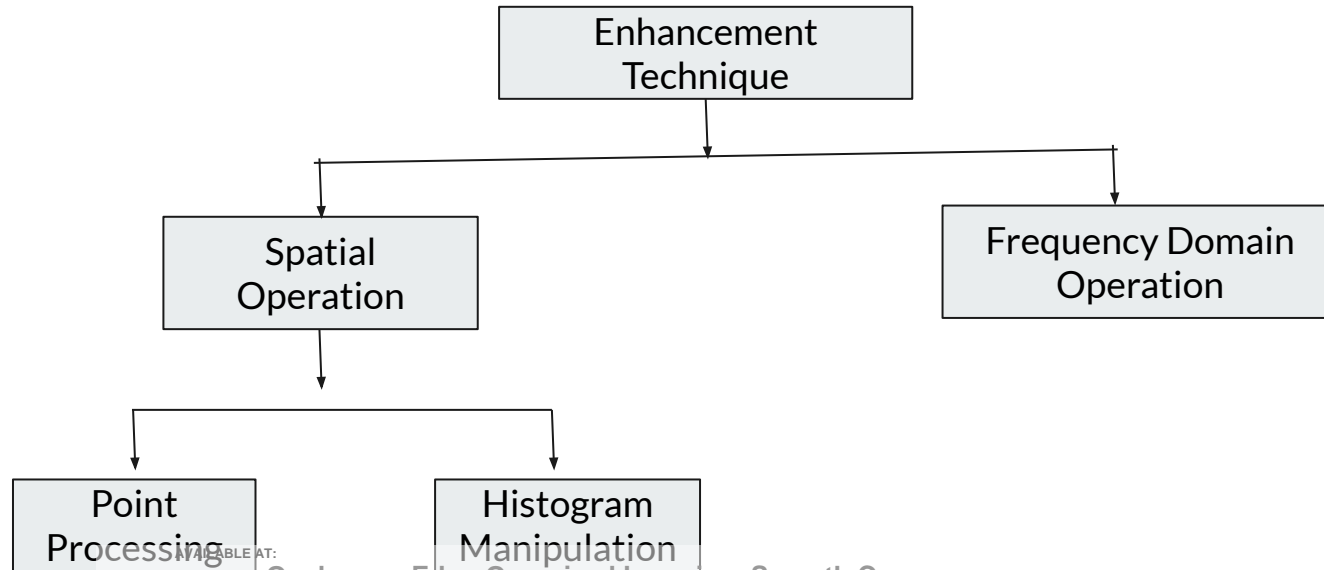 Enhancement
Technique
Spatial
Operation
Frequency Domain
Operation
Point
Processing
Histogram
Manipulation
AVAILABLE AT: